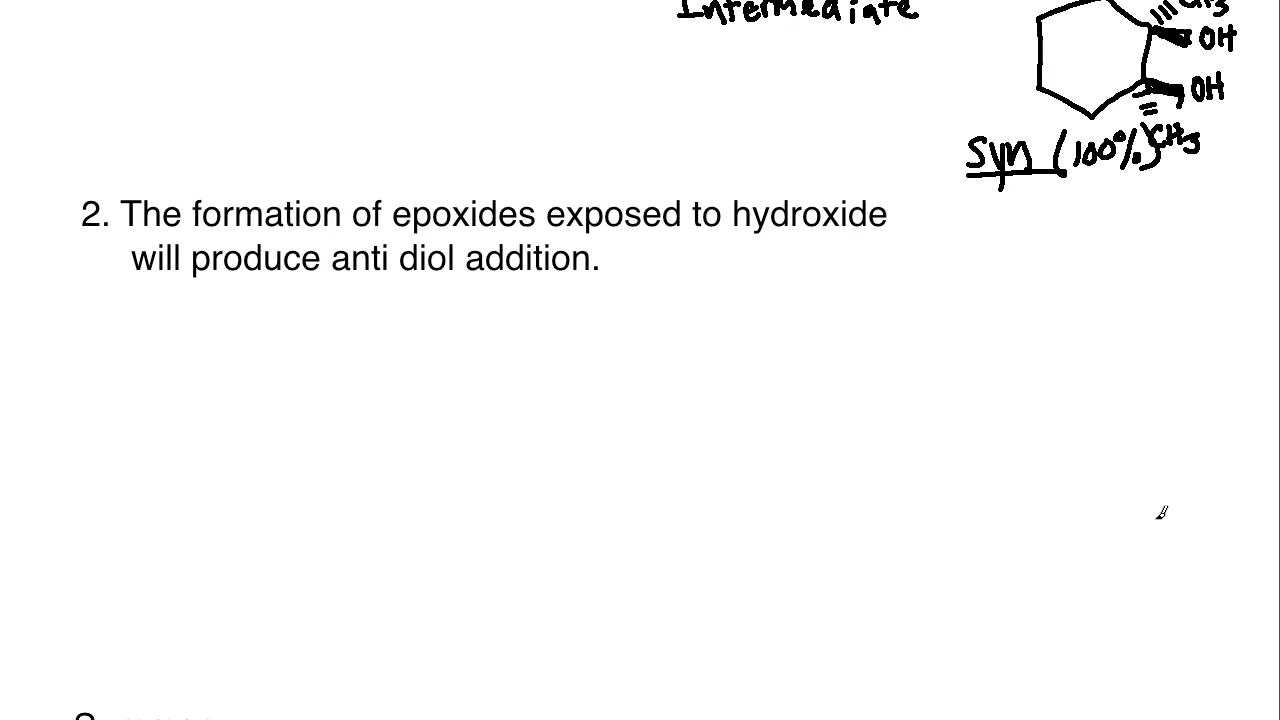 Intermediate
CH3
OH
OH
CH3
Syn (100%)
2. The formation of epoxides exposed to hydroxide
will produce anti diol addition.